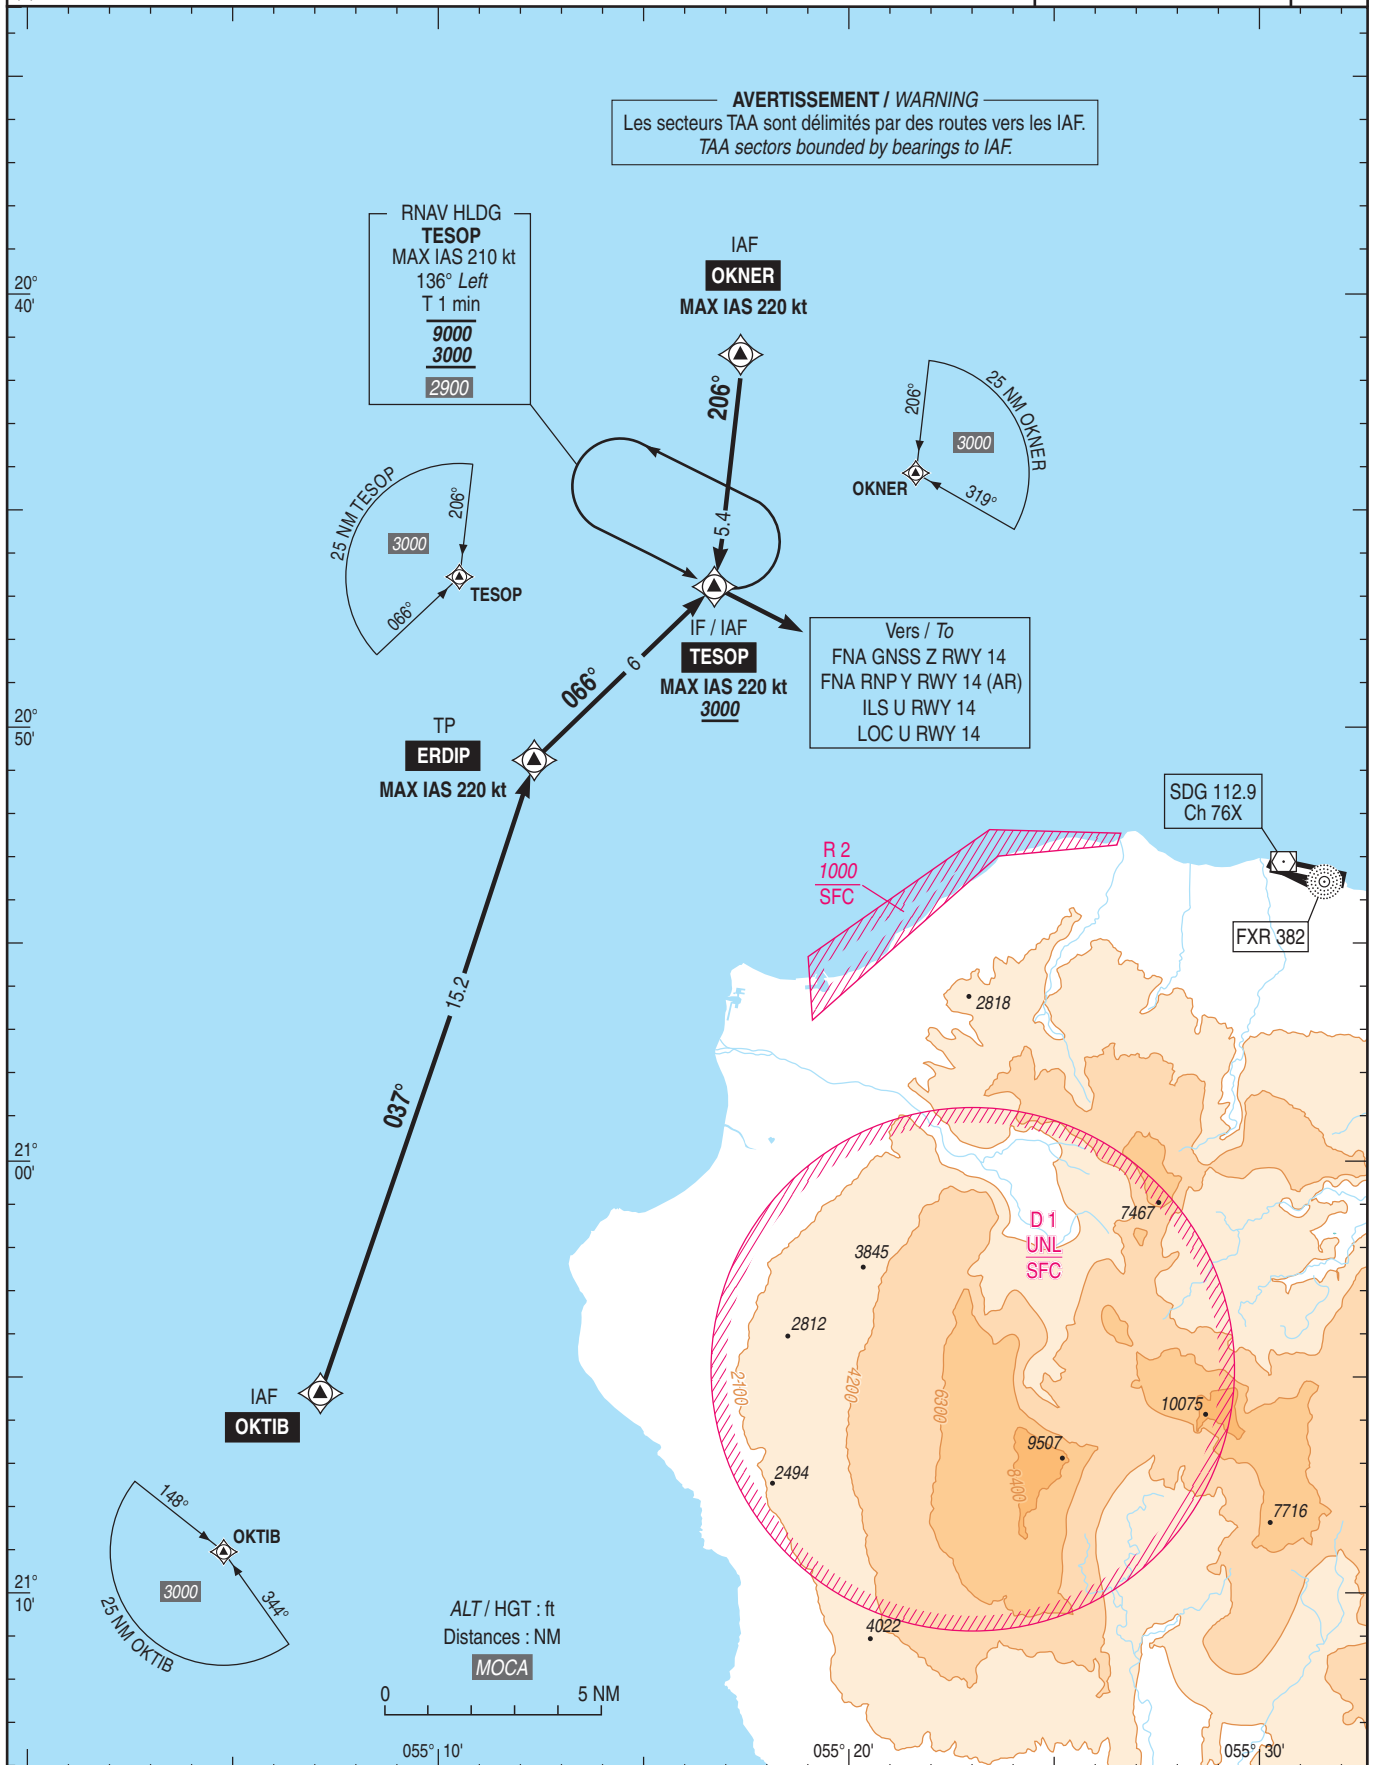 AVERTISSEMENT / WARNING
Les secteurs TAA sont délimités par des routes vers les IAF.
TAA sectors bounded by bearings to IAF.
RNAV HLDG
TESOP
MAX IAS 210 kt
136° Left
T 1 min
9000
3000
2900
IAF
OKNER
MAX IAS 220 kt
20°
40'
206°
5.4
206°
25 NM OKNER
3000
OKNER
319°
25 NM TESOP
206°
3000
TESOP
066°
IF / IAF
TESOP
MAX IAS 220 kt
3000
Vers / To
FNA GNSS Z RWY 14
FNA RNP Y RWY 14 (AR)
ILS U RWY 14
LOC U RWY 14
066°
6
20°
50'
TP
ERDIP
MAX IAS 220 kt
SDG 112.9
Ch 76X
R 2
1000
SFC
FXR 382
15.2
2818
037°
21°
00'
7467
D 1
UNL
SFC
3845
2812
2100
4200
6300
10075
IAF
OKTIB
9507
8400
2494
7716
148°
OKTIB
3000
344°
25 NM OKTIB
21°
10'
4022
ALT / HGT : ft
Distances : NM
MOCA
0 5 NM
055° 10'
055° 20'
055° 30'